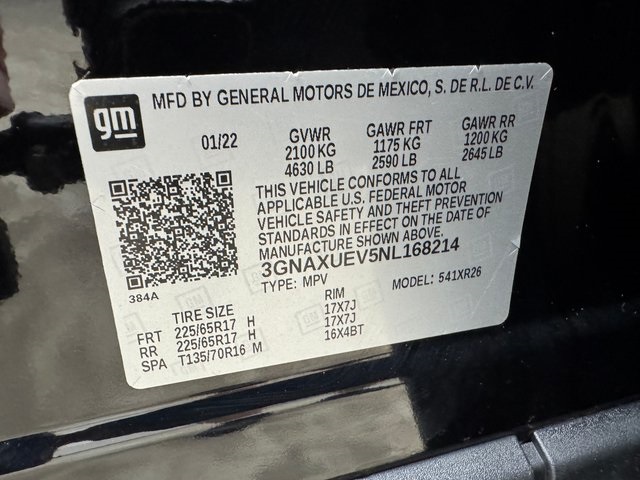 gm
MFD BY GENERAL MOTORS DE MEXICO, S. DE R.L. DE C.V.
01/22 GVWR GAWR FRT GAWR RR
2100 KG 1175 KG 1200 KG
4630 LB 2590 LB 2645 LB
THIS VEHICLE CONFORMS TO ALL
APPLICABLE U.S. FEDERAL MOTOR
VEHICLE SAFETY AND THEFT PREVENTION
STANDARDS IN EFFECT ON THE DATE OF
MANUFACTURE SHOWN ABOVE.
3GNAXUEV5NL168214
384A TYPE: MPV MODEL: 541XR26
TIRE SIZE RIM
FRT 225/65R17 H 17X7J
RR 225/65R17 H 17X7J
SPA T135/70R16 M 16X4BT